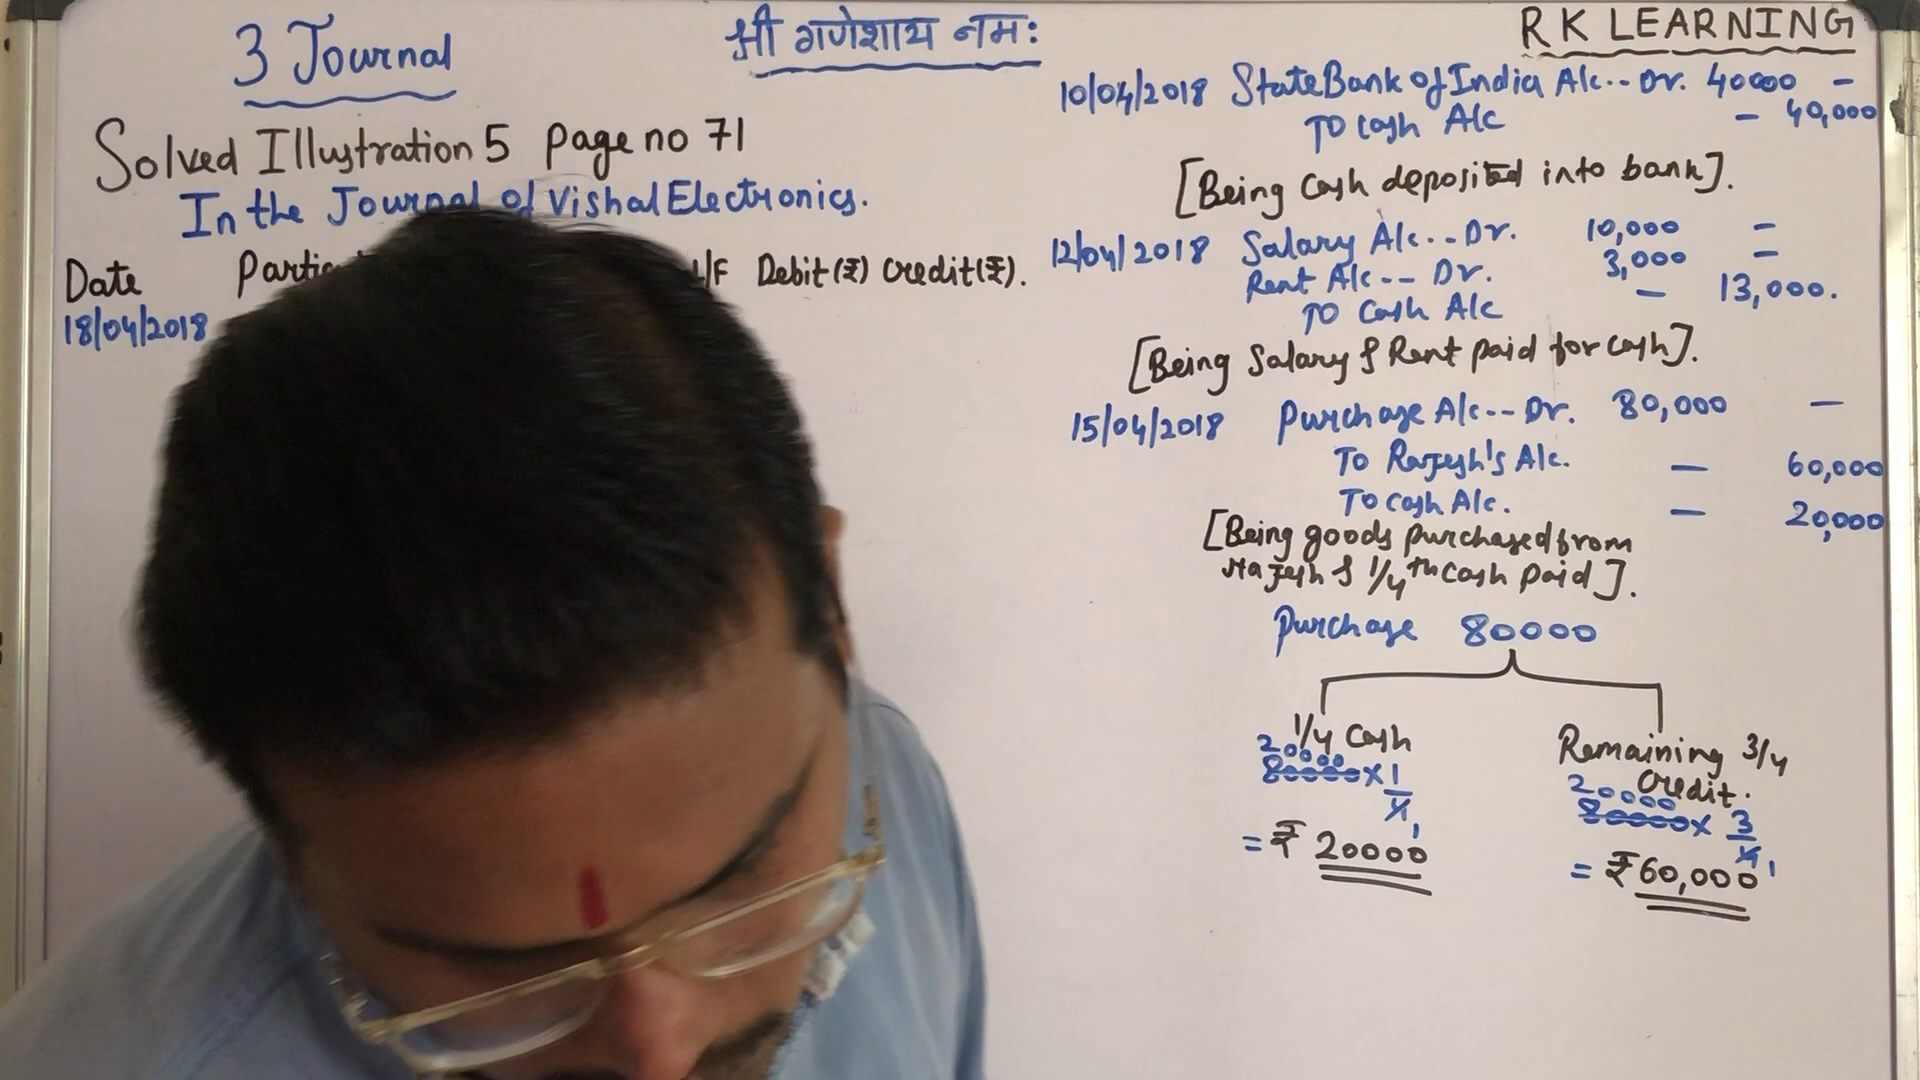 3 Journal
श्री गणेशाय नमः
R K LEARNING
Solved Illustration 5 Page no 71
In the Journal of Vishal Electronics.
Date Partic L/F Debit (₹) Credit (₹).
18/04/2018
10/04/2018 State Bank of India A/c.. Dr. 40000 -
TO Cash A/c - 40,000
[Being Cash deposited into bank].
12/04/2018 Salary A/c... Dr. 10,000 -
Rent A/c--- Dr. 3,000 -
TO Cash A/c - 13,000.
[Being Salary & Rent paid for cash].
15/04/2018 Purchase A/c--- Dr. 80,000 -
To Rajesh's A/c. - 60,000
To cash A/c. - 20,000
[Being goods purchased from
Rajesh & 1/4th cash paid].
Purchase 80000
1/4 Cash
20000
80000 x 1/4 1
= ₹ 20000
Remaining 3/4
Credit.
20000
80000 x 3/4 1
= ₹ 60,000